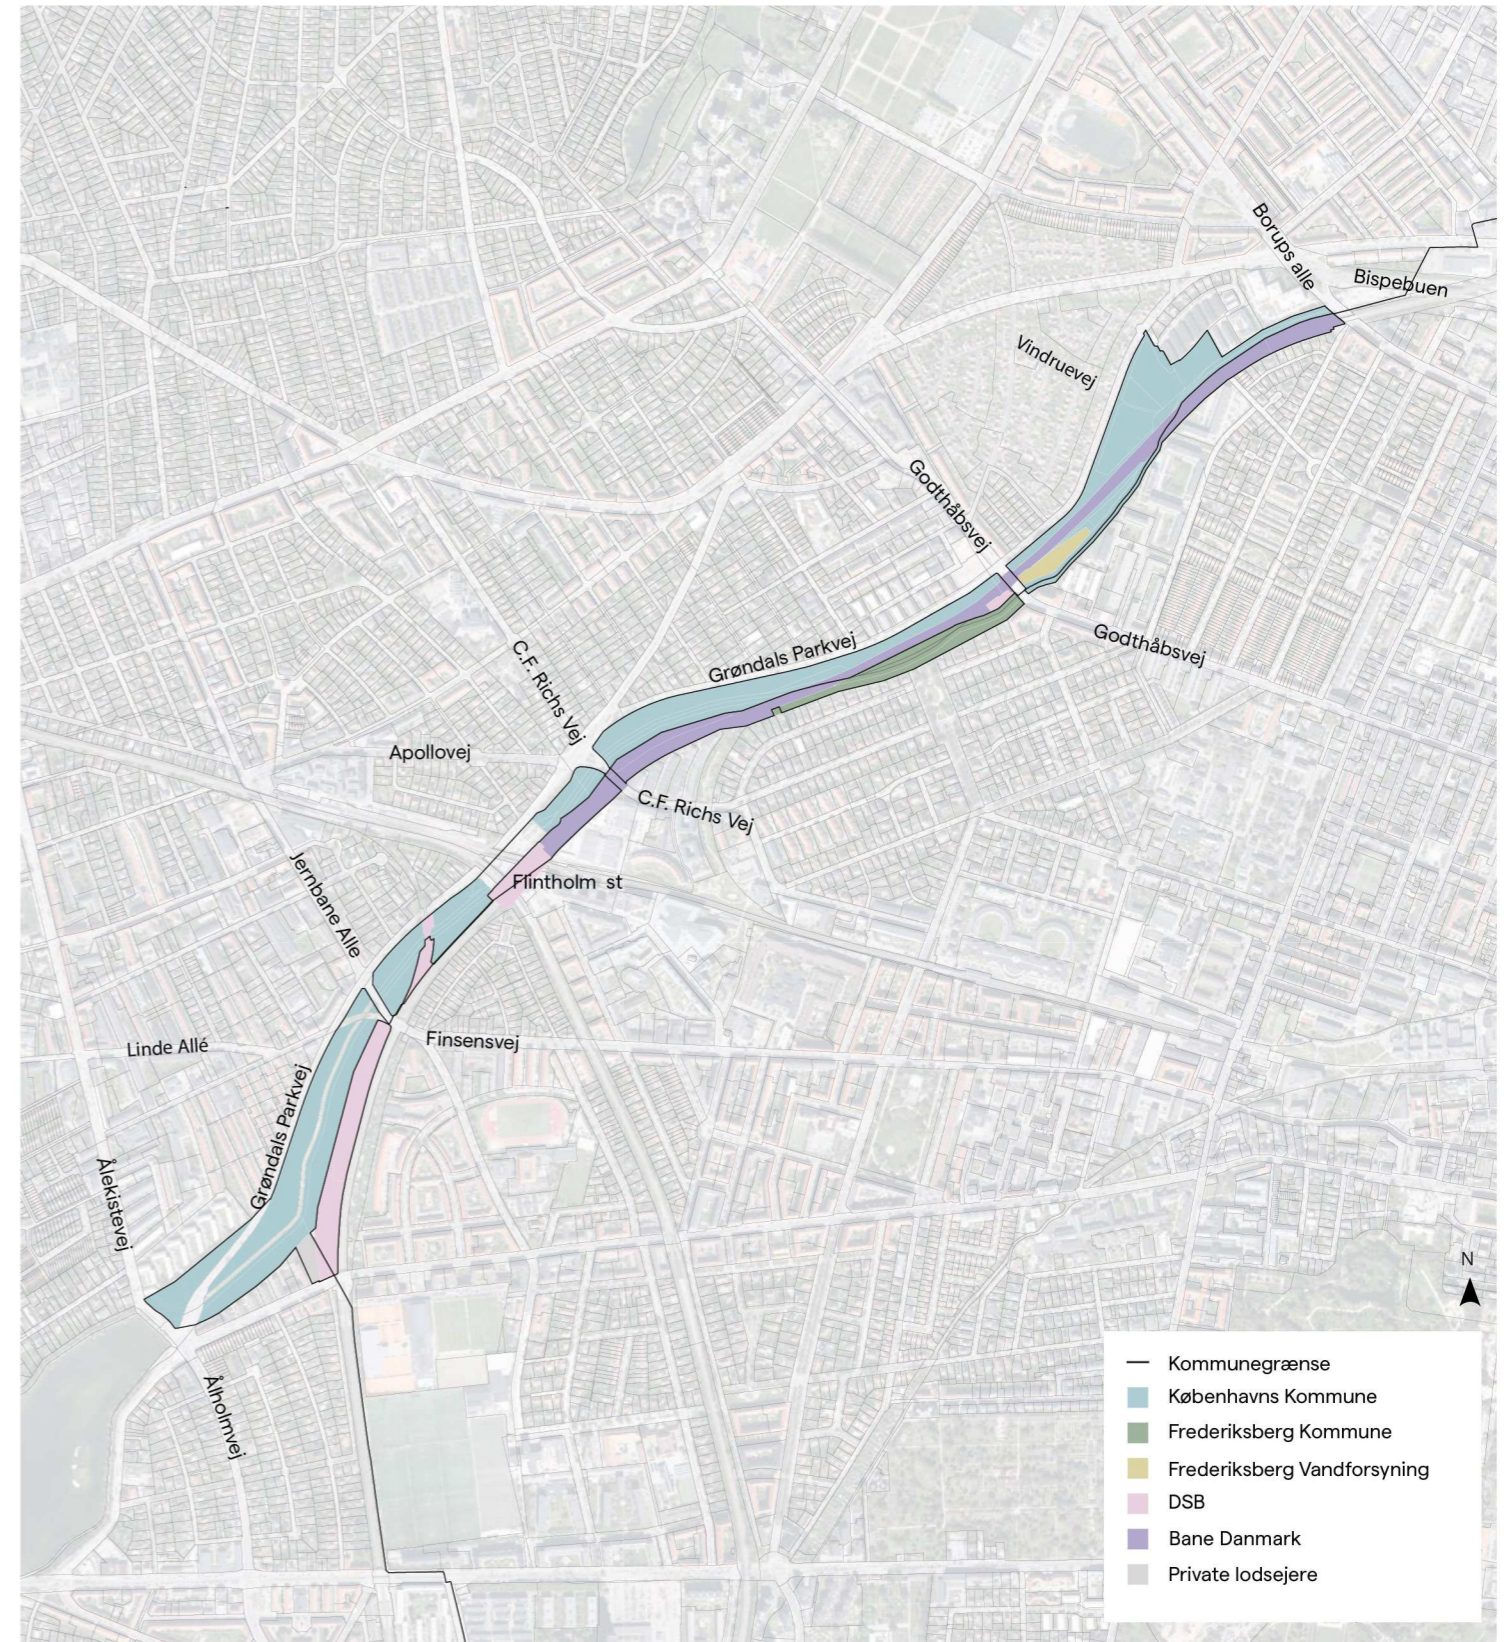 Borups alle
Bispebuen
Vindruevej
Godthåbsvej
Godthåbsvej
Grøndals Parkvej
C.F. Richs Vej
Apollovej
C.F. Richs Vej
Flintholm st
Jernbane Alle
Finsensvej
Linde Allé
Grøndals Parkvej
Ålekistevej
Ålholmvej
N
Kommunegrænse
Københavns Kommune
Frederiksberg Kommune
Frederiksberg Vandforsyning
DSB
Bane Danmark
Private lodsejere